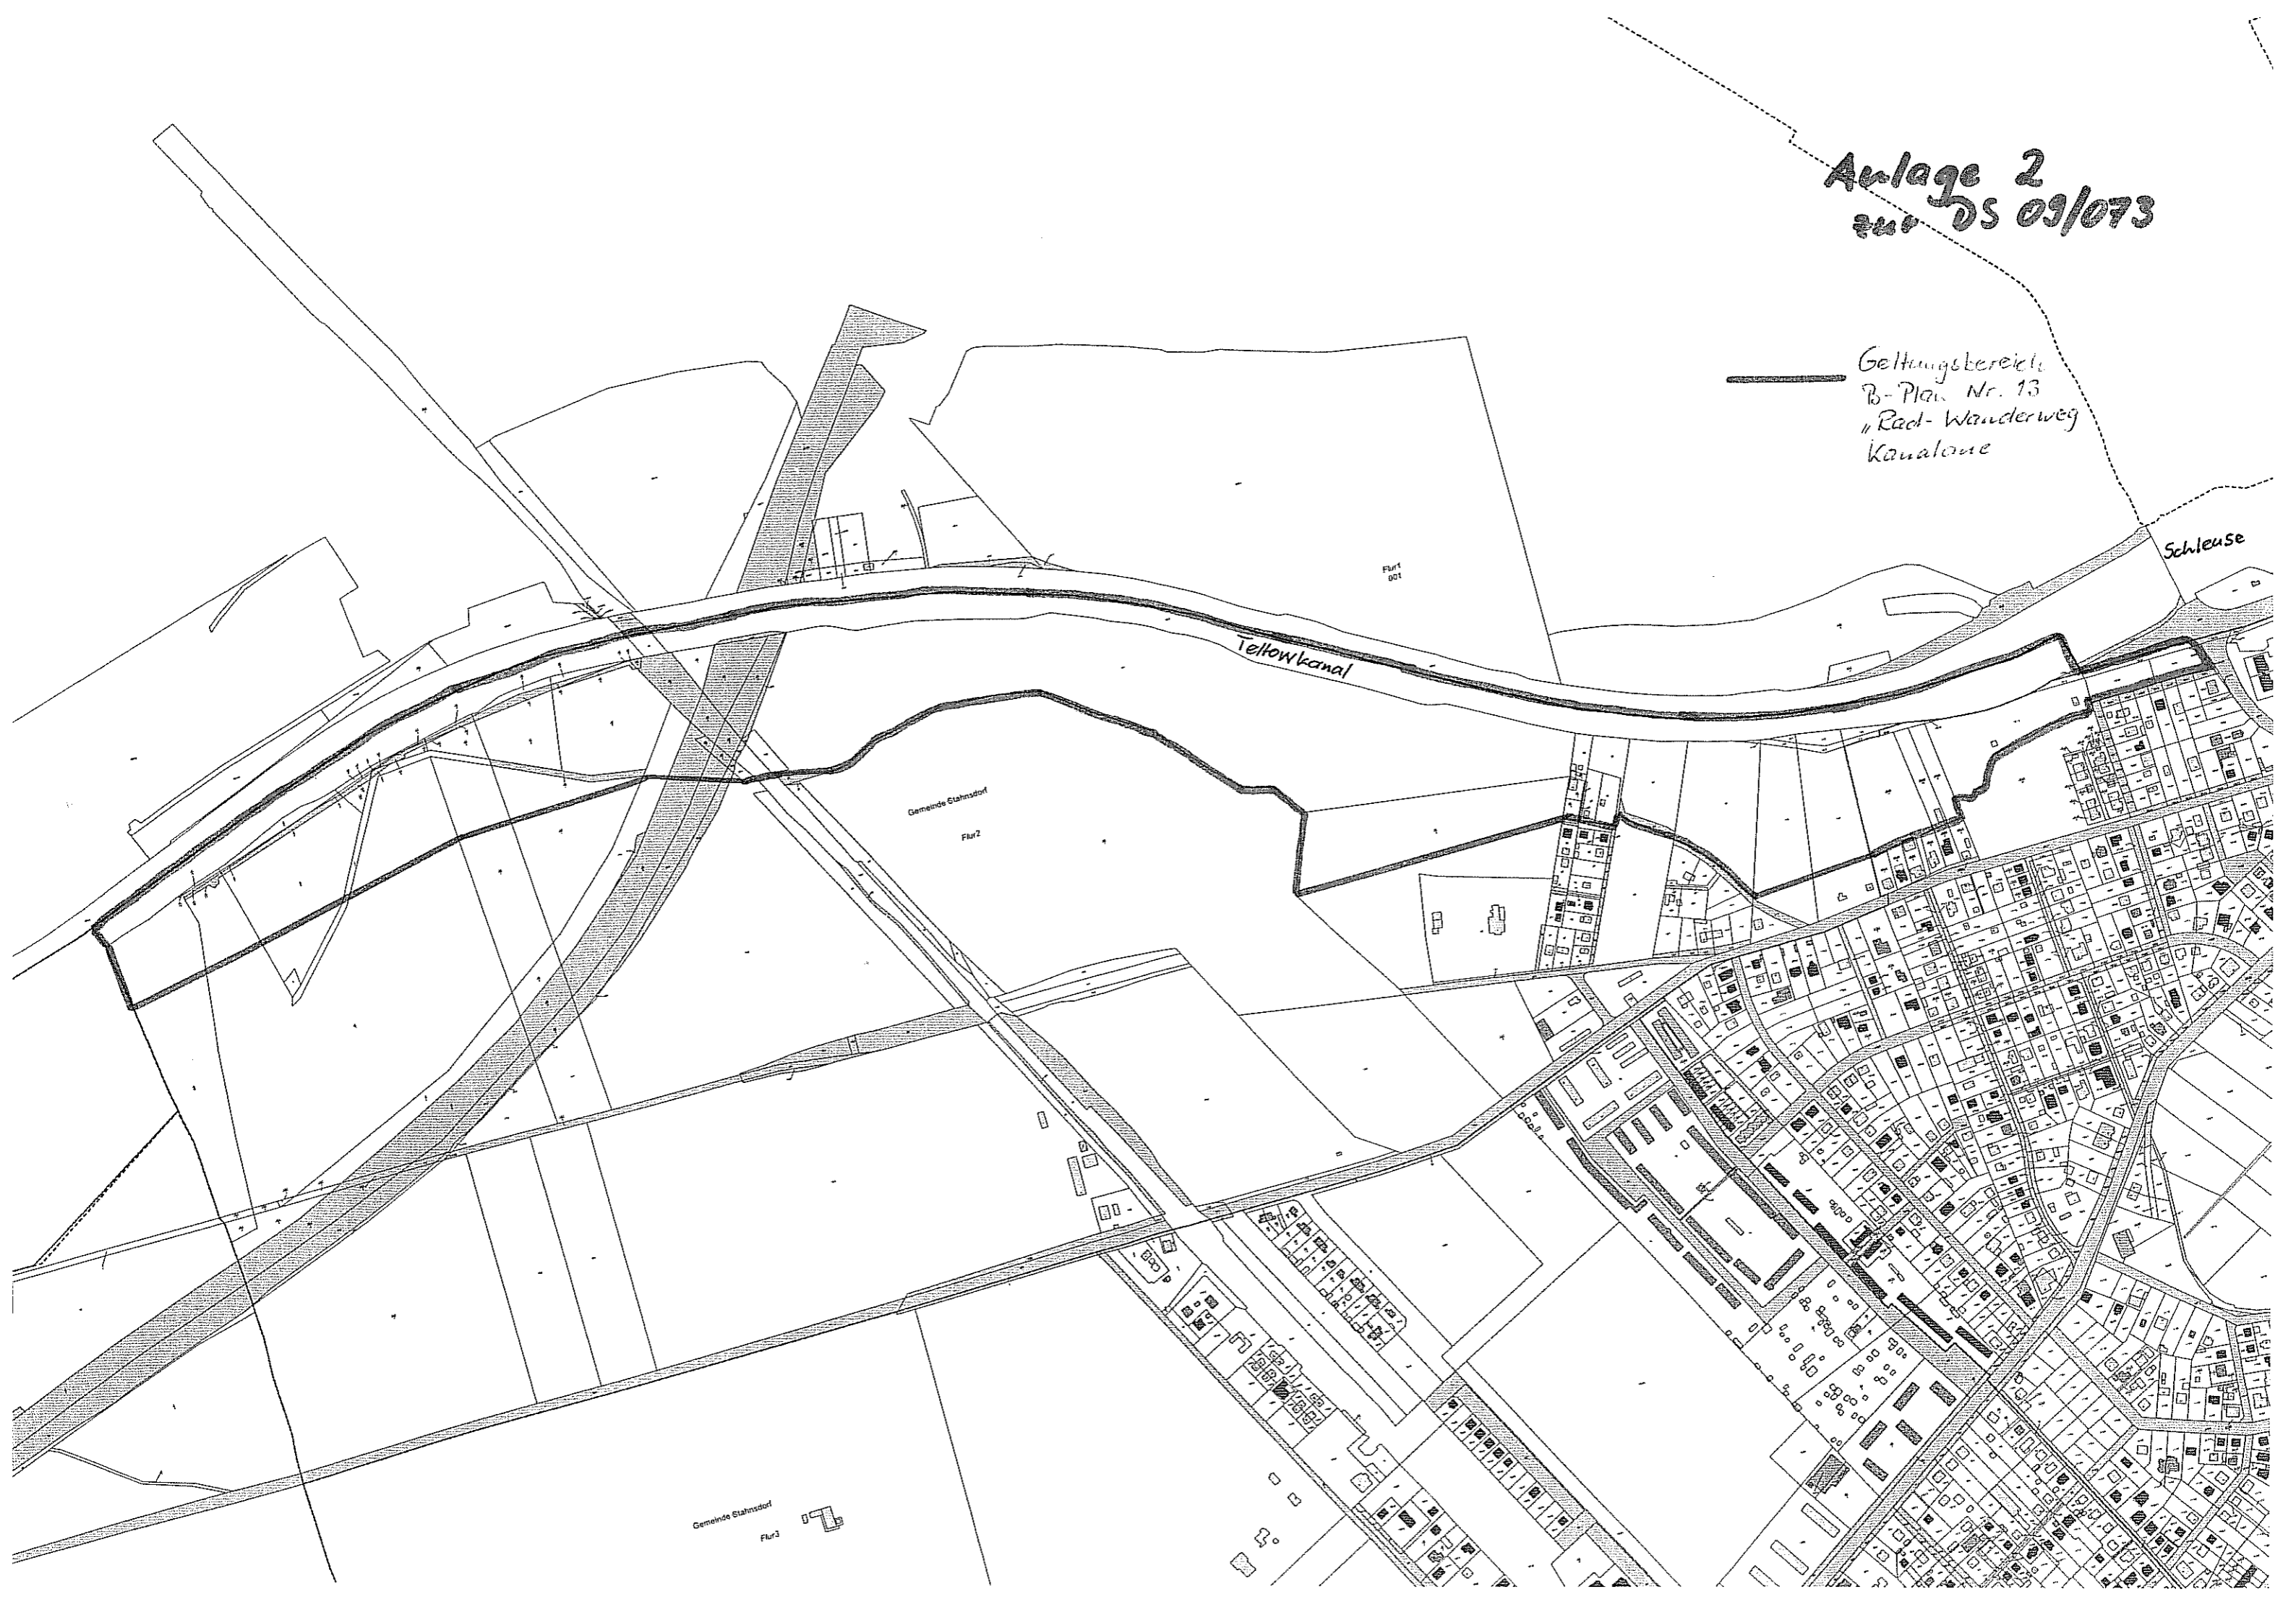 Anlage 2
zur DS 09/073
Geltungsbereich
B-Plan Nr. 13
„Rad-Wanderweg
Kanalaue
Schleuse
Flur1
Teltowkanal
Gemeinde Stahnsdorf
Flur2
Gemeinde Stahnsdorf
Flur3